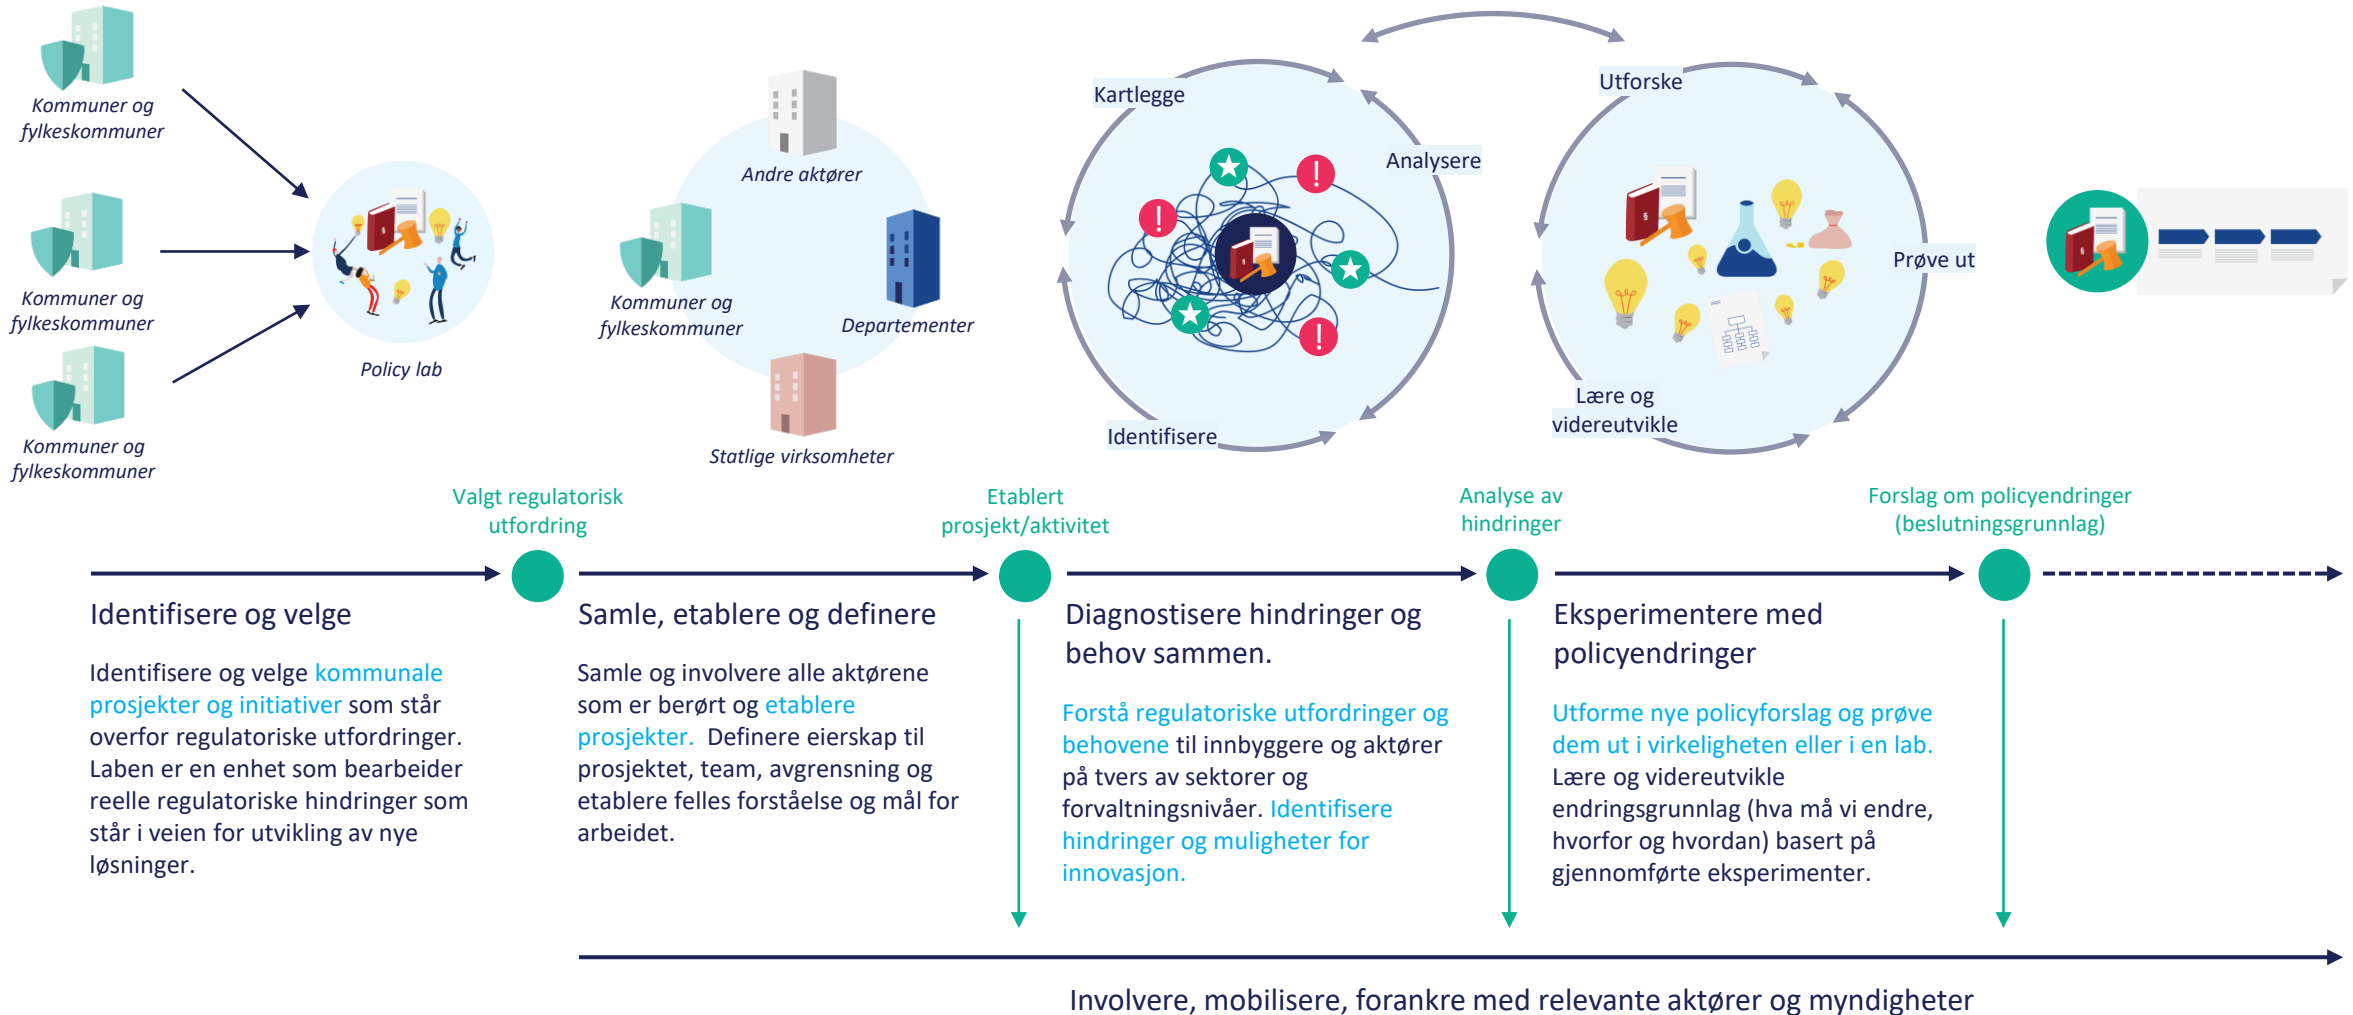 Kommuner og
fylkeskommuner
Kommuner og
fylkeskommuner
Kommuner og
fylkeskommuner
Policy lab
Andre aktører
Kommuner og
fylkeskommuner
Departementer
Statlige virksomheter
Kartlegge
Analysere
Identifisere
Utforske
Prøve ut
Lære og
videreutvikle
Valgt regulatorisk
utfordring
Etablert
prosjekt/aktivitet
Analyse av
hindringer
Forslag om policyendringer
(beslutningsgrunnlag)
Identifisere og velge
Identifisere og velge kommunale
prosjekter og initiativer som står
overfor regulatoriske utfordringer.
Laben er en enhet som bearbeider
reelle regulatoriske hindringer som
står i veien for utvikling av nye
løsninger.
Samle, etablere og definere
Samle og involvere alle aktørene
som er berørt og etablere
prosjekter. Definere eierskap til
prosjektet, team, avgrensning og
etablere felles forståelse og mål for
arbeidet.
Diagnostisere hindringer og
behov sammen.
Forstå regulatoriske utfordringer og
behovene til innbyggere og aktører
på tvers av sektorer og
forvaltningsnivåer. Identifisere
hindringer og muligheter for
innovasjon.
Eksperimentere med
policyendringer
Utforme nye policyforslag og prøve
dem ut i virkeligheten eller i en lab.
Lære og videreutvikle
endringsgrunnlag (hva må vi endre,
hvorfor og hvordan) basert på
gjennomførte eksperimenter.
Involvere, mobilisere, forankre med relevante aktører og myndigheter